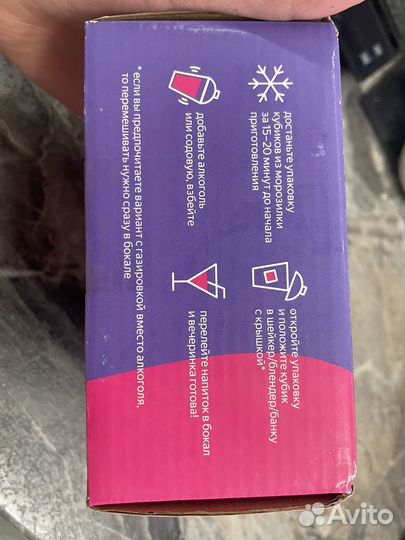 достаньте упаковку
кубиков из морозилки
за 15–20 минут до начала
приготовления
откройте упаковку
и положите кубик
в шейкер/блендер/банку
с крышкой*
добавьте алкоголь
или содовую, взбейте
перелейте напиток в бокал
и вечеринка готова!
*если вы предпочитаете вариант с газировкой вместо алкоголя,
то перемешивать нужно сразу в бокале
Avito